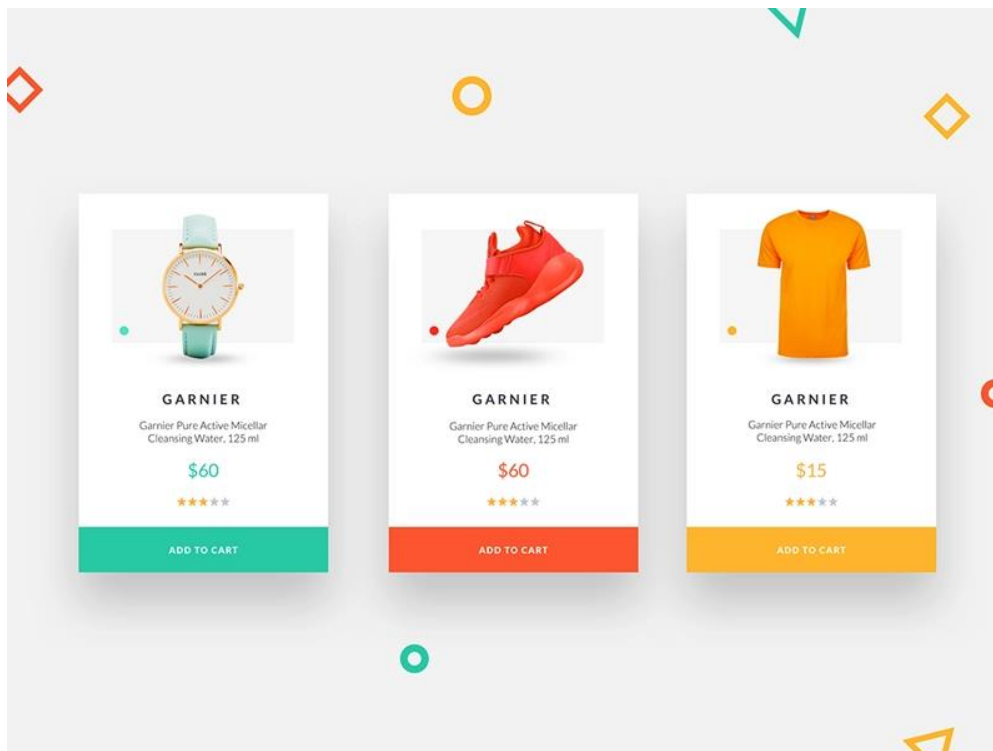 GARNIER
Garnier Pure Active Micellar
Cleansing Water, 125 ml
$60
ADD TO CART
GARNIER
Garnier Pure Active Micellar
Cleansing Water, 125 ml
$60
ADD TO CART
GARNIER
Garnier Pure Active Micellar
Cleansing Water, 125 ml
$15
ADD TO CART